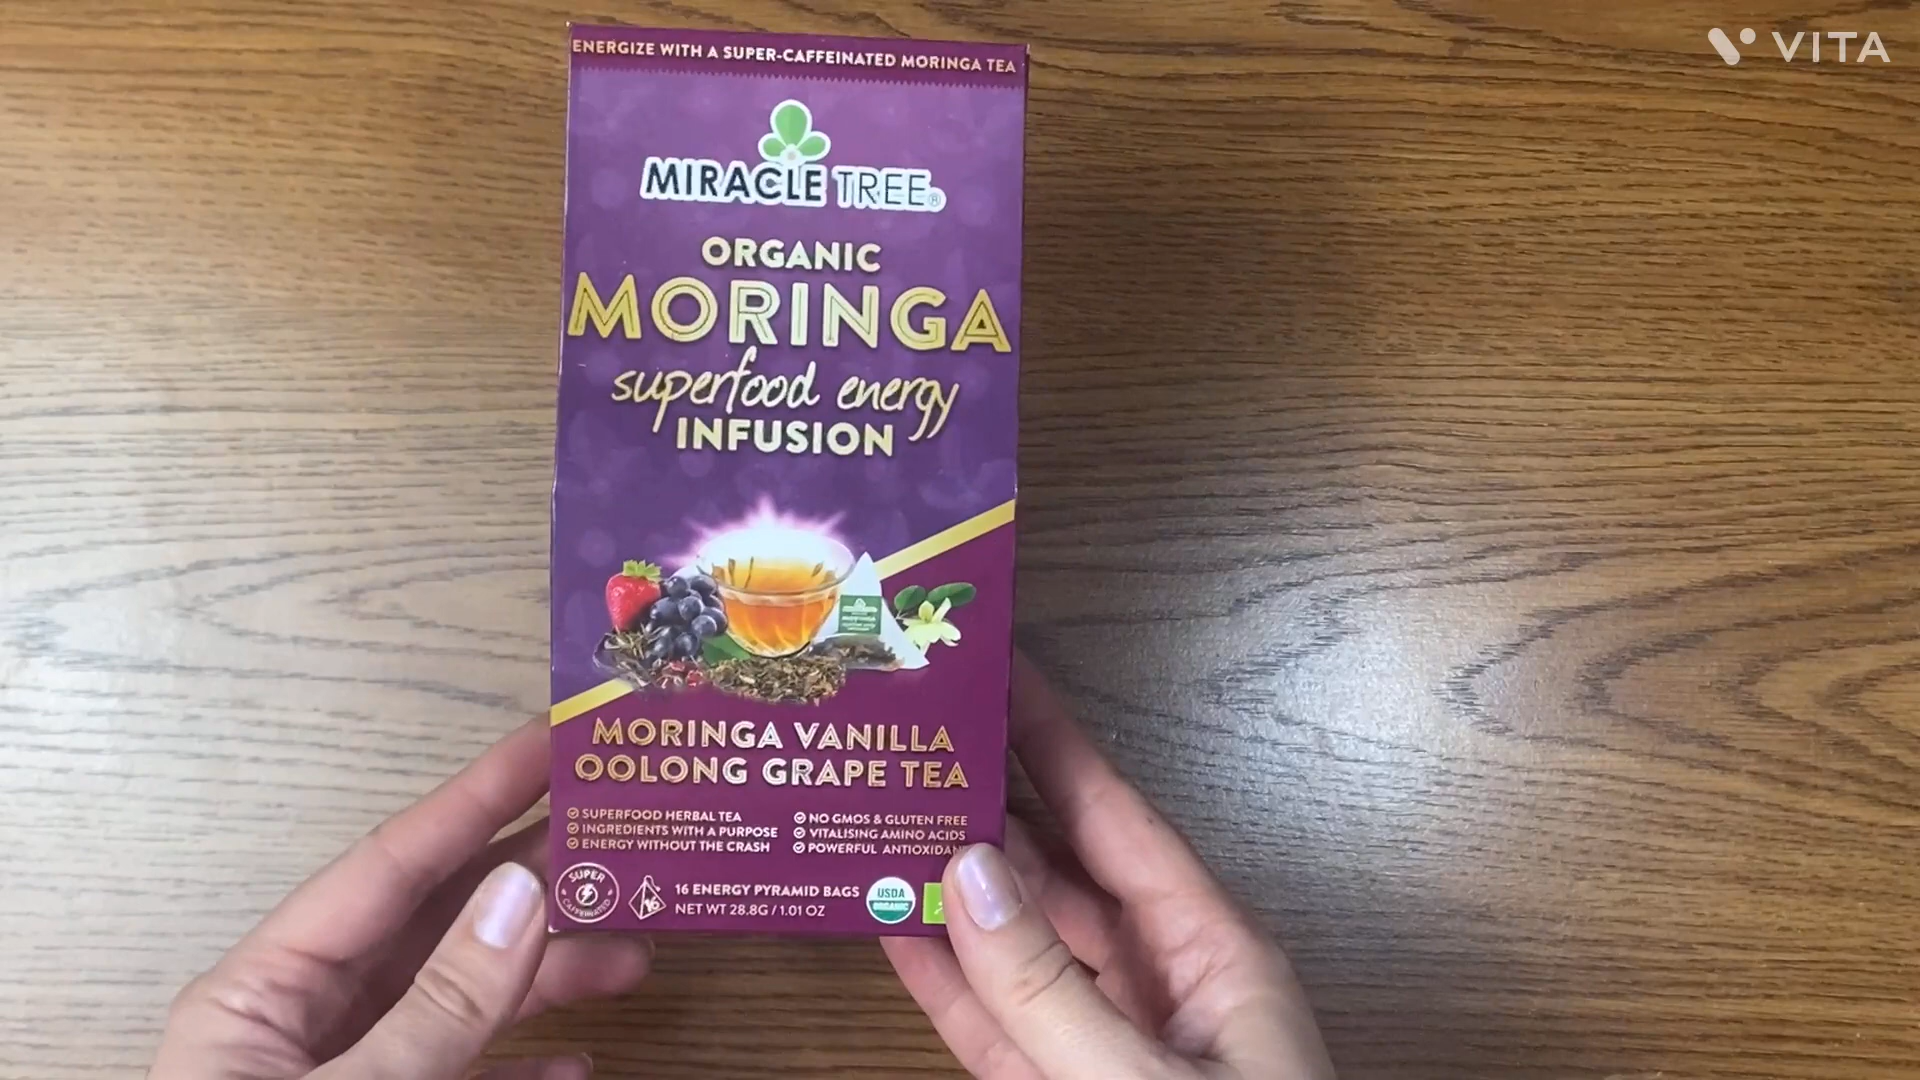 VITA
ENERGIZE WITH A SUPER-CAFFEINATED MORINGA TEA
MIRACLE TREE®
ORGANIC
MORINGA
superfood energy
INFUSION
MORINGA VANILLA
OOLONG GRAPE TEA
SUPERFOOD HERBAL TEA
INGREDIENTS WITH A PURPOSE
ENERGY WITHOUT THE CRASH
NO GMOS & GLUTEN FREE
VITALISING AMINO ACIDS
POWERFUL
SUPER
CAFFEINATED
16
16 ENERGY PYRAMID BAGS
NET WT 28.8G / 1.01 OZ
USDA
ORGANIC